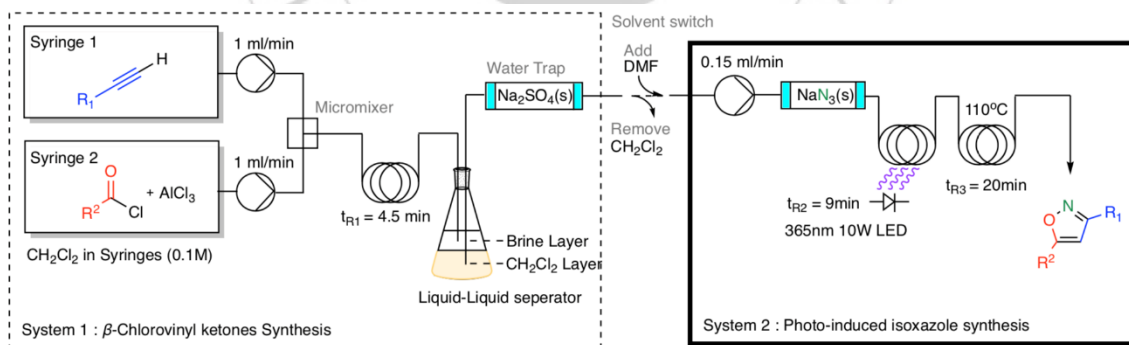 Syringe 1
R₁
H
1 ml/min
Micromixer
Syringe 2
O
R²
Cl
+ AlCl₃
1 ml/min
CH₂Cl₂ in Syringes (0.1M)
tR1 = 4.5 min
Water Trap
Na₂SO₄(s)
Brine Layer
CH₂Cl₂ Layer
Liquid-Liquid seperator
System 1 : β-Chlorovinyl ketones Synthesis
Solvent switch
Add
DMF
Remove
CH₂Cl₂
0.15 ml/min
NaN₃(s)
110°C
tR2 = 9min
365nm 10W LED
tR3 = 20min
N
O
R₁
R²
System 2 : Photo-induced isoxazole synthesis